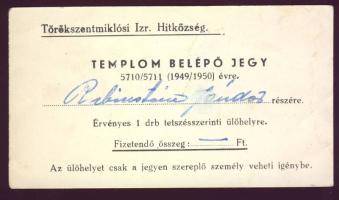 Törökszentmiklósi Izr. Hitközség.
TEMPLOM BELÉPŐ JEGY
5710/5711 (1949/1950) évre.
Rubinstein Sándor részére.
Érvényes 1 drb tetszésszerinti ülőhelyre.
Fizetendő összeg: — Ft.
Az ülőhelyet csak a jegyen szereplő személy veheti igénybe.